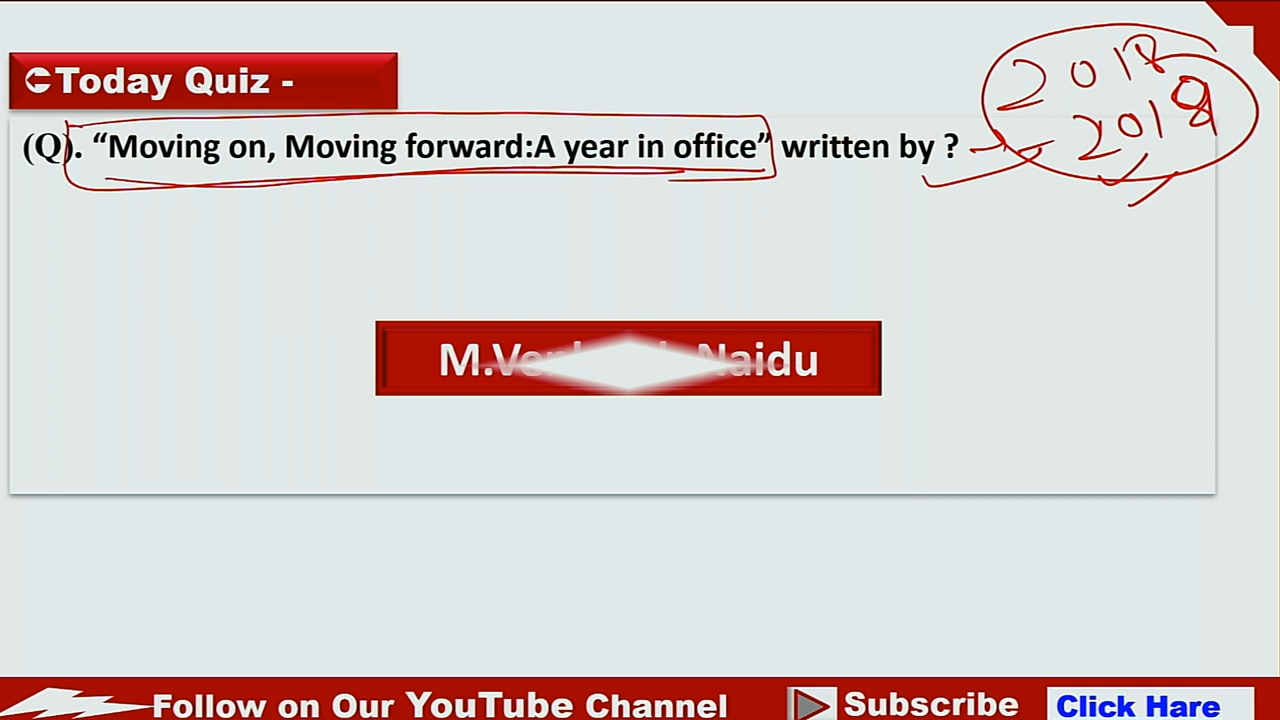 Today Quiz -
2018
2019
(Q). “Moving on, Moving forward:A year in office” written by ?
Naidu
Follow on Our YouTube Channel
Subscribe
Click Hare